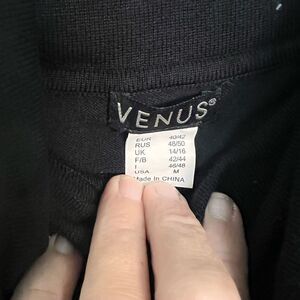 VENUS®
EUR 40/42
RUS 48/50
UK 14/16
F/B 42/44
I 46/48
USA M
Made In CHINA